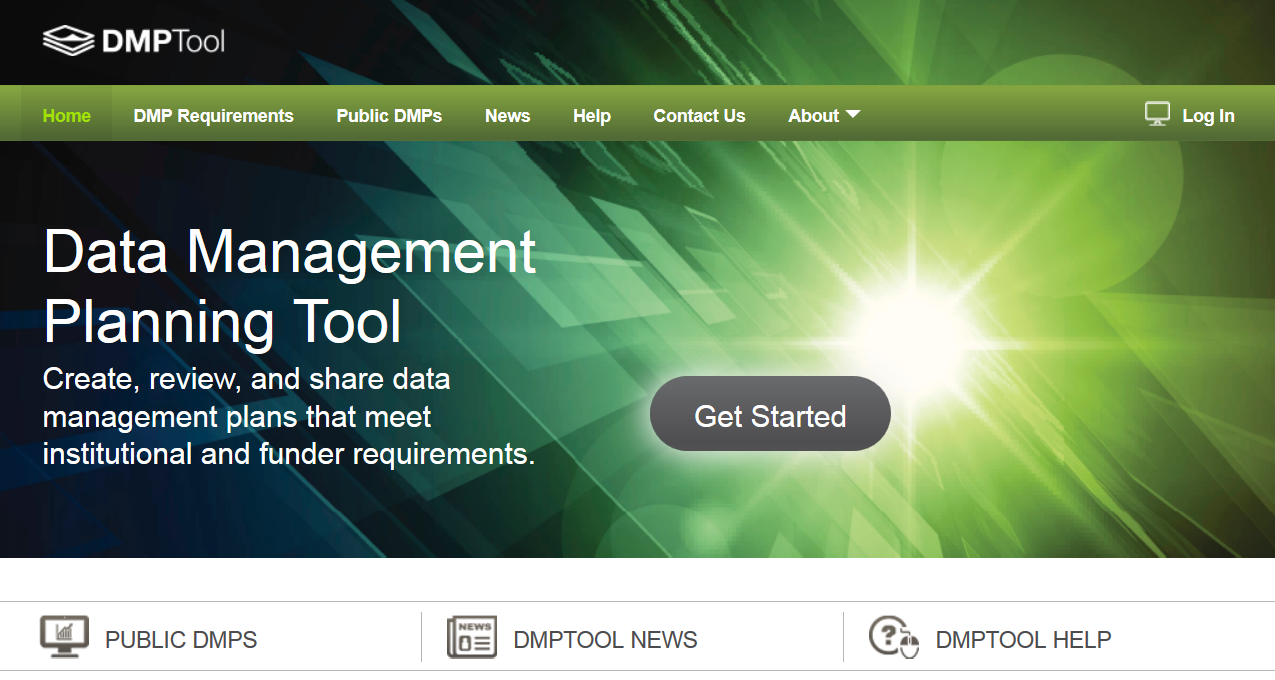 DMPTool
Home DMP Requirements Public DMPs News Help Contact Us About Log In
Data Management
Planning Tool
Create, review, and share data
management plans that meet
institutional and funder requirements.
Get Started
PUBLIC DMPS
NEWS
DMPTOOL NEWS
?
DMPTOOL HELP